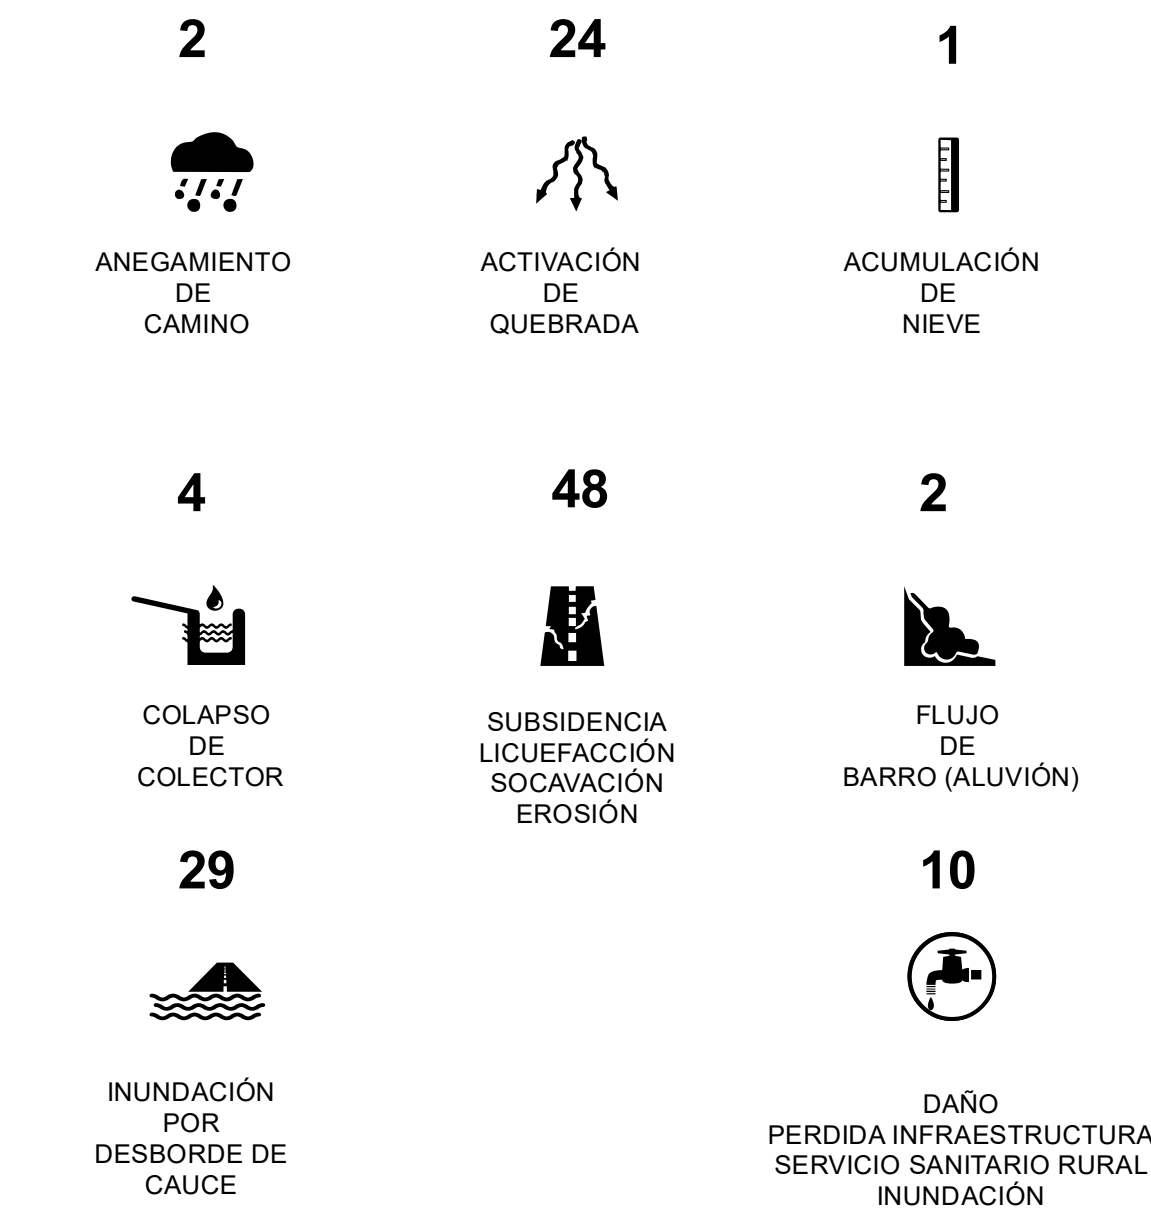 2
ANEGAMIENTO
DE
CAMINO
24
ACTIVACIÓN
DE
QUEBRADA
1
ACUMULACIÓN
DE
NIEVE
4
COLAPSO
DE
COLECTOR
48
SUBSIDENCIA
LICUEFACCIÓN
SOCAVACIÓN
EROSIÓN
2
FLUJO
DE
BARRO (ALUVIÓN)
29
INUNDACIÓN
POR
DESBORDE DE
CAUCE
10
DAÑO
PERDIDA INFRAESTRUCTURA
SERVICIO SANITARIO RURAL
INUNDACIÓN